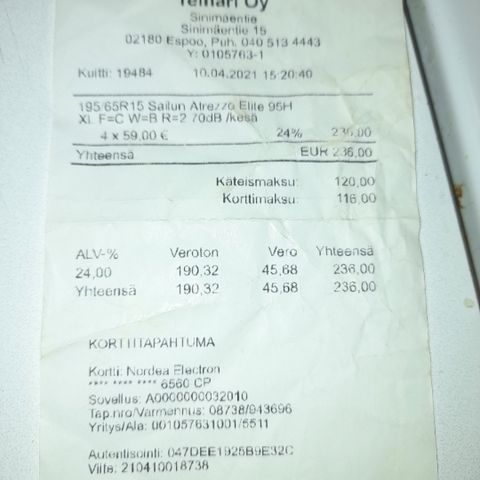 Teinari Oy
Sinimäentie
Sinimäentie 15
02180 Espoo, Puh. 040 513 4443
Y: 0105763-1
Kuitti: 19484 10.04.2021 15:20:40
195/65R15 Sailun Atrezzo Elite 95H
XL F=C W=B R=2 70dB /kesä
4 x 59,00 € 24% 236,00
Yhteensä EUR 236,00
Käteismaksu: 120,00
Korttimaksu: 116,00
ALV-% Veroton Vero Yhteensä
24,00 190,32 45,68 236,00
Yhteensä 190,32 45,68 236,00
KORTTITAPAHTUMA
Kortti: Nordea Electron
**** **** **** 6560 CP
Sovellus: A0000000032010
Tap.nro/Varmennus: 08738/943696
Yritys/Ala: 001057631001/5511
Autentisointi: 047DEE1925B9E32C
Viite: 210410018738